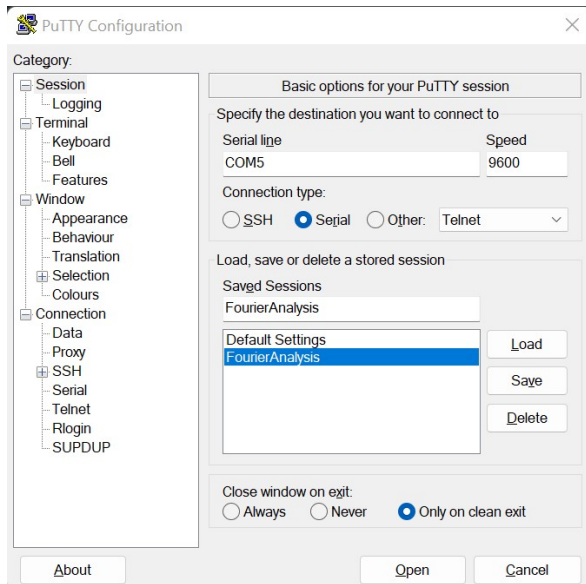 PuTTY Configuration
Category:
Session
Logging
Terminal
Keyboard
Bell
Features
Window
Appearance
Behaviour
Translation
Selection
Colours
Connection
Data
Proxy
SSH
Serial
Telnet
Rlogin
SUPDUP
Basic options for your PuTTY session
Specify the destination you want to connect to
Serial line Speed
COM5 9600
Connection type:
SSH Serial Other: Telnet
Load, save or delete a stored session
Saved Sessions
FourierAnalysis
Default Settings
FourierAnalysis
Load
Save
Delete
Close window on exit:
Always Never Only on clean exit
About Open Cancel